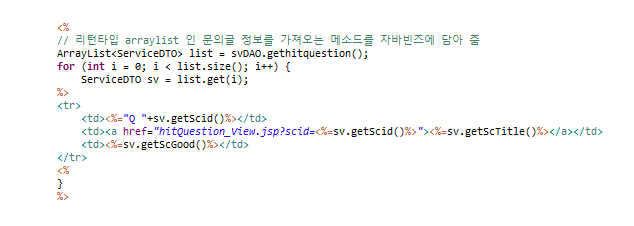 <%
// 리턴타입 arraylist 인 문의글 정보를 가져오는 메소드를 자바빈즈에 담아 줌
ArrayList<ServiceDTO> list = svDAO.gethitquestion();
for (int i = 0; i < list.size(); i++) {
    ServiceDTO sv = list.get(i);
%>
<tr>
    <td><%="Q "+sv.getScid()%></td>
    <td><a href="hitQuestion_View.jsp?scid=<%=sv.getScid()%>"><%=sv.getScTitle()%></a></td>
    <td><%=sv.getScGood()%></td>
</tr>
<%
}
%>